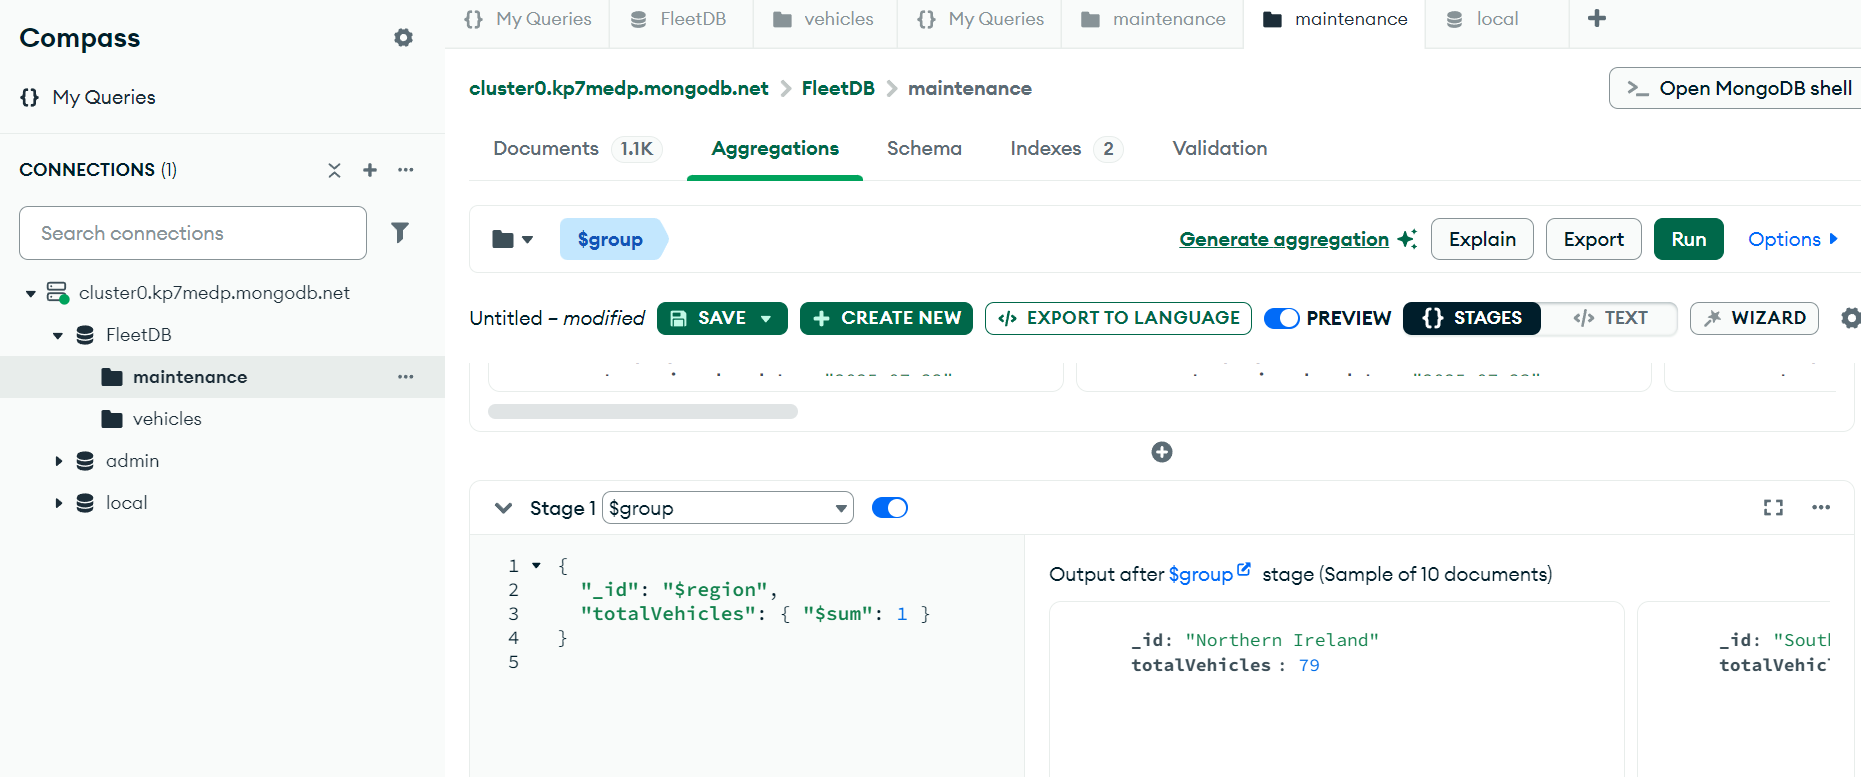 Compass
My Queries
CONNECTIONS (1)
Search connections
cluster0.kp7medp.mongodb.net
FleetDB
maintenance
vehicles
admin
local
My Queries
FleetDB
vehicles
My Queries
maintenance
maintenance
local
cluster0.kp7medp.mongodb.net > FleetDB > maintenance
>_ Open MongoDB shell
Documents 1.1K
Aggregations
Schema
Indexes 2
Validation
$group
Generate aggregation
Explain
Export
Run
Options
Untitled – modified
SAVE
+ CREATE NEW
</> EXPORT TO LANGUAGE
PREVIEW
{} STAGES
</> TEXT
WIZARD
Stage 1 $group
1 {
2 "_id": "$region",
3 "totalVehicles": { "$sum": 1 }
4 }
5
Output after $group stage (Sample of 10 documents)
_id: "Northern Ireland"
totalVehicles : 79
_id: "Sout
totalVehic